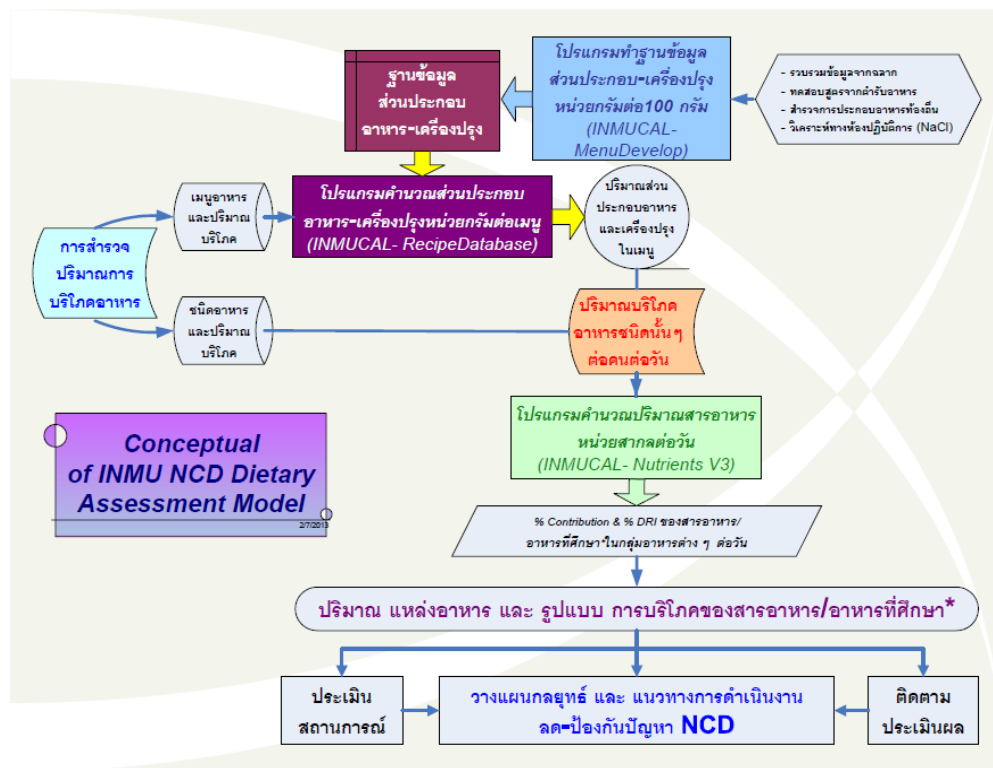 โปรแกรมทำฐานข้อมูล
ส่วนประกอบ-เครื่องปรุง
หน่วยกรัมต่อ100 กรัม
(INMUCAL-
MenuDevelop)
- รวบรวมข้อมูลจากฉลาก
- ทดสอบสูตรจากตำรับอาหาร
- สำรวจการประกอบอาหารท้องถิ่น
- วิเคราะห์ทางห้องปฏิบัติการ (NaCl)
ฐานข้อมูล
ส่วนประกอบ
อาหาร-เครื่องปรุง
เมนูอาหาร
และปริมาณ
บริโภค
โปรแกรมคำนวณส่วนประกอบ
อาหาร-เครื่องปรุงหน่วยกรัมต่อเมนู
(INMUCAL- RecipeDatabase)
ปริมาณส่วน
ประกอบอาหาร
และเครื่องปรุง
ในเมนู
การสำรวจ
ปริมาณการ
บริโภคอาหาร
ชนิดอาหาร
และปริมาณ
บริโภค
ปริมาณบริโภค
อาหารชนิดนั้นๆ
ต่อคนต่อวัน
โปรแกรมคำนวณปริมาณสารอาหาร
หน่วยสากลต่อวัน
(INMUCAL- Nutrients V3)
Conceptual
of INMU NCD Dietary
Assessment Model
2/7/2013
% Contribution & % DRI ของสารอาหาร/
อาหารที่ศึกษา*ในกลุ่มอาหารต่าง ๆ ต่อวัน
ปริมาณ แหล่งอาหาร และ รูปแบบ การบริโภคของสารอาหาร/อาหารที่ศึกษา*
ประเมิน
สถานการณ์
วางแผนกลยุทธ์ และ แนวทางการดำเนินงาน
ลด-ป้องกันปัญหา NCD
ติดตาม
ประเมินผล